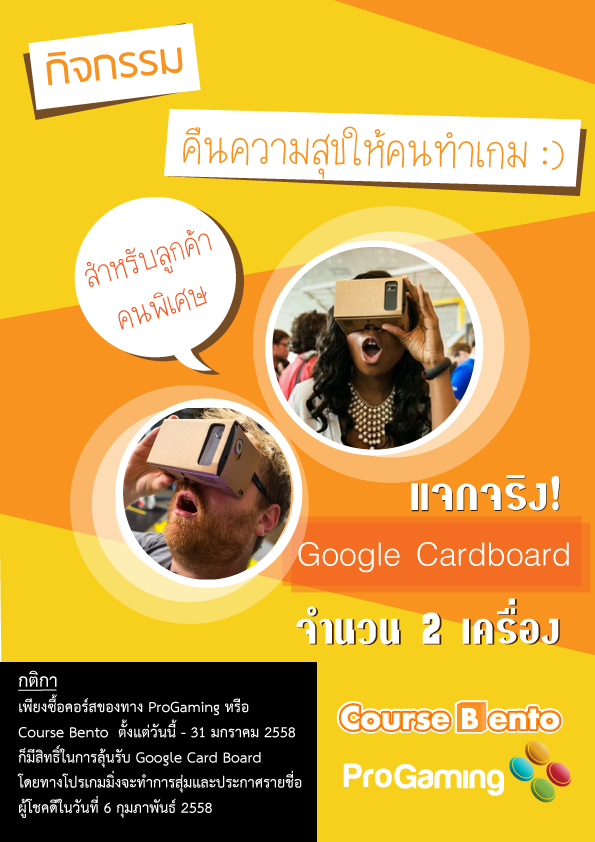 กิจกรรม
คืนความสุขให้คนทำเกม :)
สำหรับลูกค้า
คนพิเศษ
แจกจริง!
Google Cardboard
จำนวน 2 เครื่อง
กติกา
เพียงซื้อคอร์สของทาง ProGaming หรือ
Course Bento ตั้งแต่วันนี้ - 31 มกราคม 2558
ก็มีสิทธิ์ในการลุ้นรับ Google Card Board
โดยทางโปรเกมมิ่งจะทำการสุ่มและประกาศรายชื่อ
ผู้โชคดีในวันที่ 6 กุมภาพันธ์ 2558
Course Bento
ProGaming